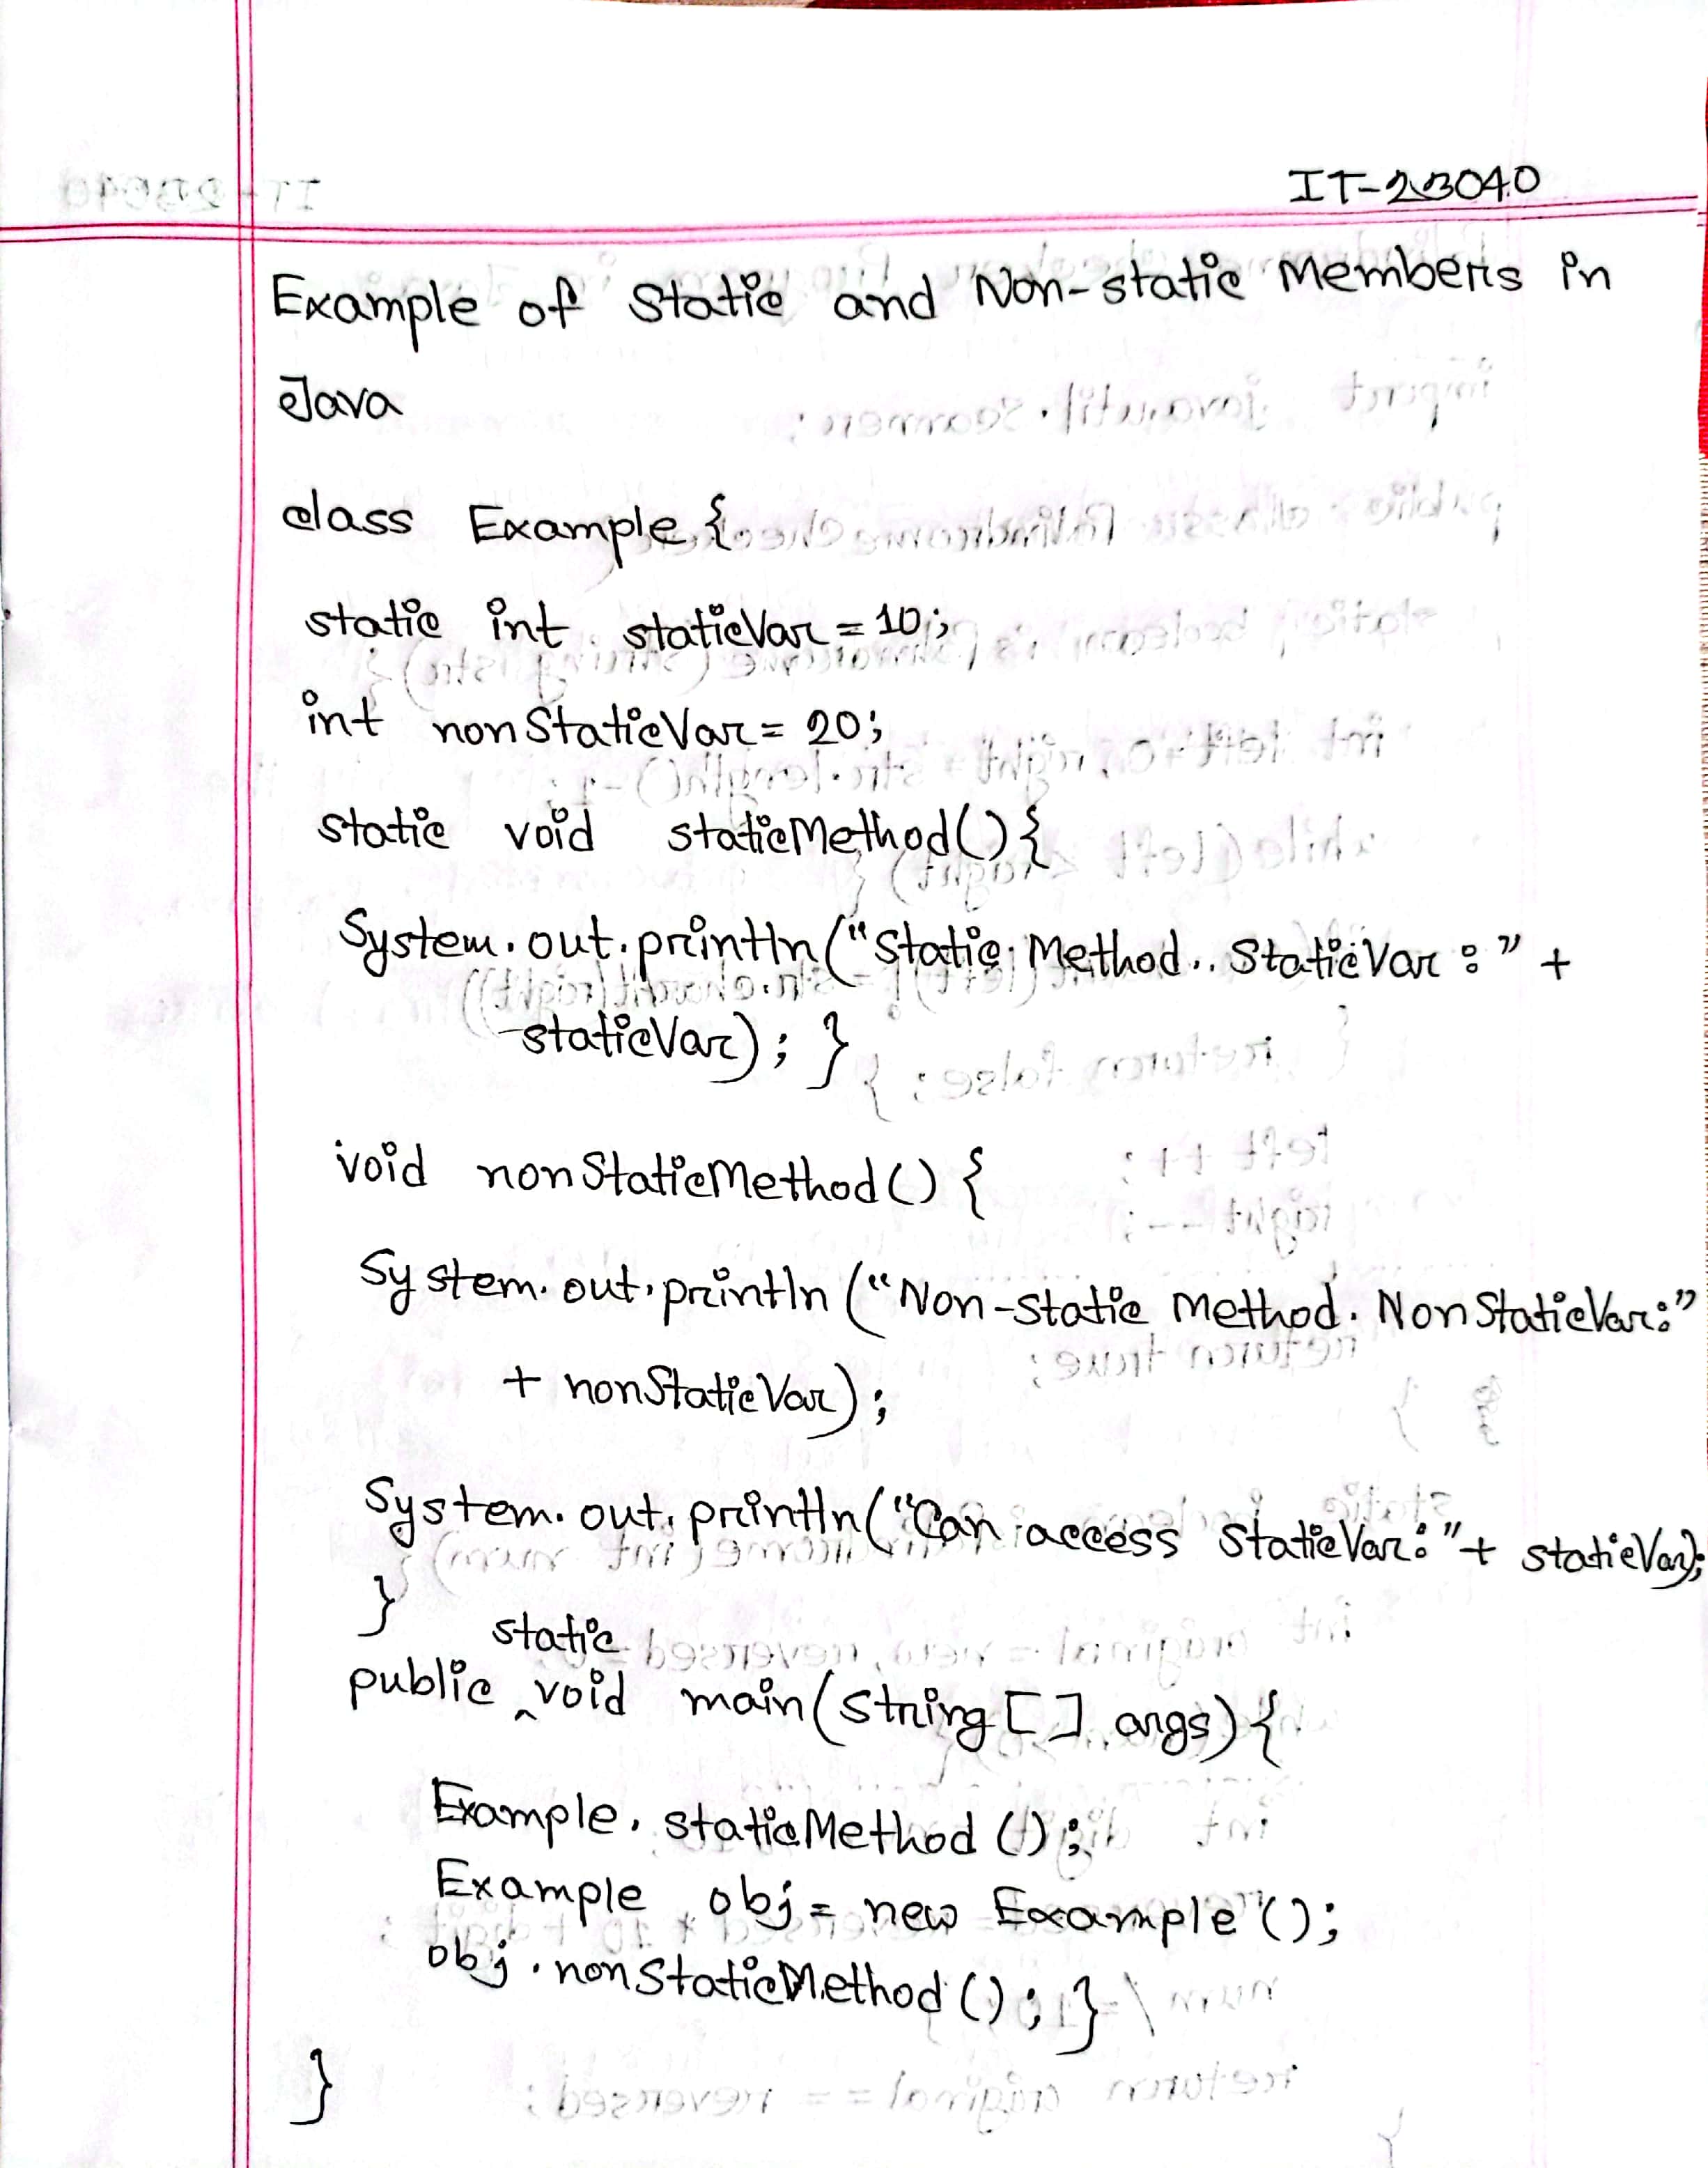 IT-23040
Example of Static and Non-static Members in
Java
class Example {
static int staticVar = 10;
int nonStaticVar = 20;
static void staticMethod() {
System.out.println("Static Method.. StaticVar :" +
staticVar); }
void nonStaticMethod() {
System.out.println("Non-static Method. NonStaticVar:"
+ nonStaticVar);
System.out.println("Can access StaticVar:"+ staticVar);
}
static
public ^ void main(String [] args) {
Example. staticMethod ();
Example obj = new Example ();
obj. nonStaticMethod (); }
}